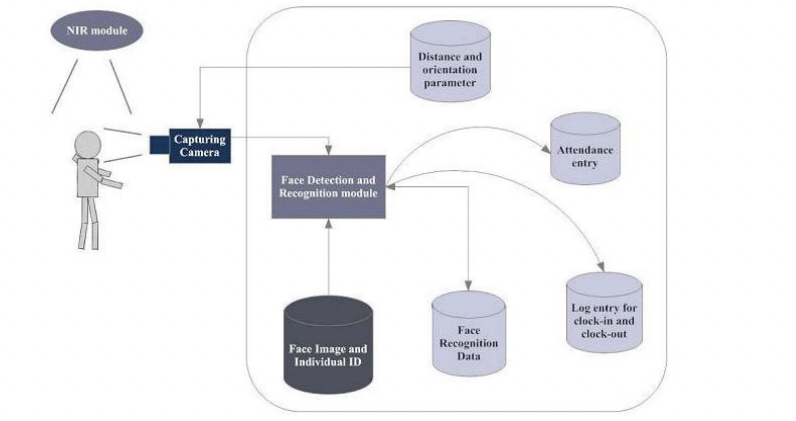 NIR module
Distance and
orientation
parameter
Capturing
Camera
Attendance
entry
Face Detection and
Recognition module
Log entry for
clock-in and
clock-out
Face
Recognition
Data
Face Image and
Individual ID